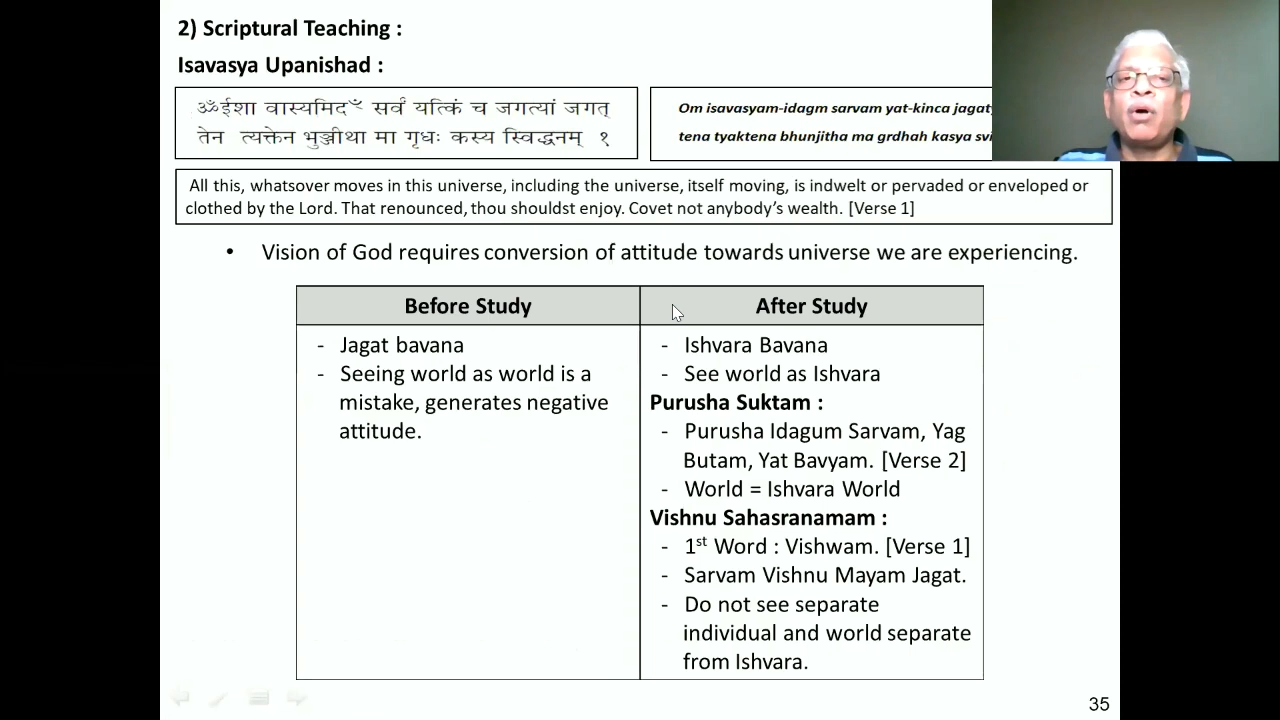 2) Scriptural Teaching :
Isavasya Upanishad :
ॐईशा वास्यमिदꣳ सर्वं यत्किं च जगत्यां जगत्
तेन त्यक्तेन भुञ्जीथा मा गृधः कस्य स्विद्धनम् १
Om isavasyam-idagm sarvam yat-kinca
tena tyaktena bhunjitha ma grdhah kasya
All this, whatsover moves in this universe, including the universe, itself moving, is indwelt or pervaded or enveloped or
clothed by the Lord. That renounced, thou shouldst enjoy. Covet not anybody's wealth. [Verse 1]
• Vision of God requires conversion of attitude towards universe we are experiencing.
Before Study
- Jagat bavana
- Seeing world as world is a
mistake, generates negative
attitude.
After Study
- Ishvara Bavana
- See world as Ishvara
Purusha Suktam :
- Purusha Idagum Sarvam, Yag
Butam, Yat Bavyam. [Verse 2]
- World = Ishvara World
Vishnu Sahasranamam :
- 1st Word : Vishwam. [Verse 1]
- Sarvam Vishnu Mayam Jagat.
- Do not see separate
individual and world separate
from Ishvara.
35